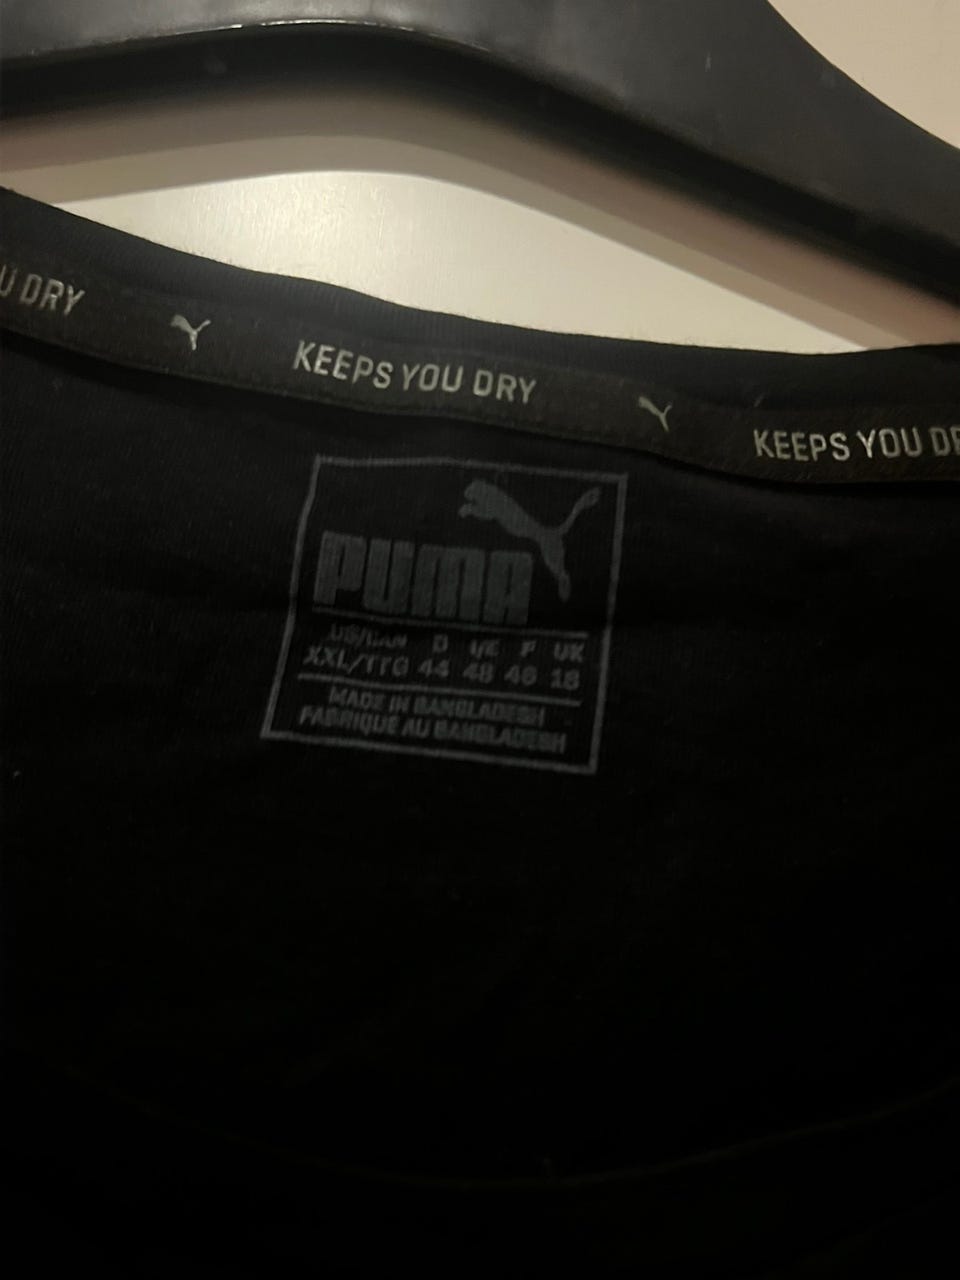 U DRY KEEPS YOU DRY KEEPS YOU DR
PUMA
US/CAN D I/E F UK
XXL/TTG 44 48 46 18
MADE IN BANGLADESH
FABRIQUÉ AU BANGLADESH